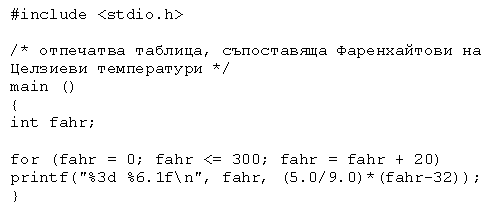 #include <stdio.h>
/* отпечатва таблица, съпоставяща Фаренхайтови на
Целзиеви температури */
main ()
{
int fahr;
for (fahr = 0; fahr <= 300; fahr = fahr + 20)
printf("%3d %6.1f\n", fahr, (5.0/9.0)*(fahr-32));
}